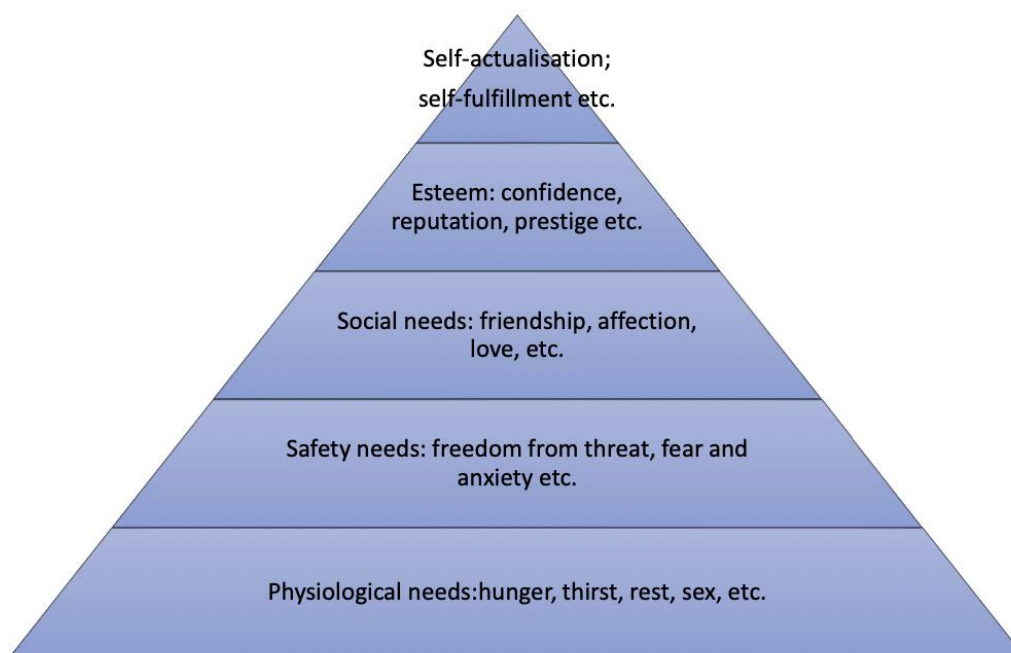 Self-actualisation;
self-fulfillment etc.
Esteem: confidence,
reputation, prestige etc.
Social needs: friendship, affection,
love, etc.
Safety needs: freedom from threat, fear and
anxiety etc.
Physiological needs:hunger, thirst, rest, sex, etc.